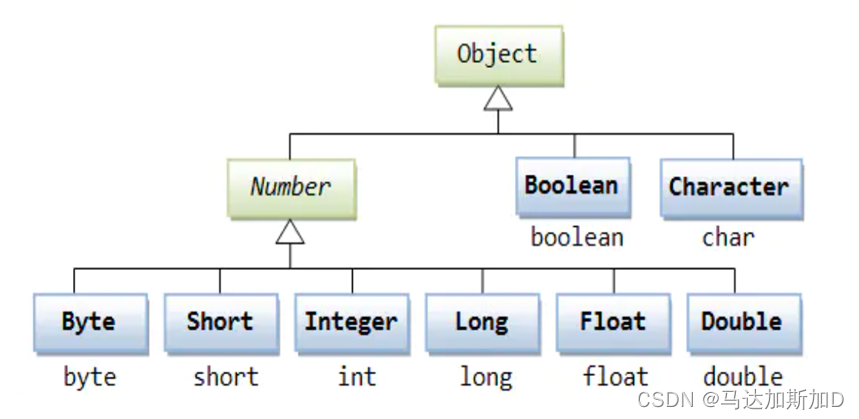 Object
Number
Boolean
Character
boolean
char
Byte
Short
Integer
Long
Float
Double
byte
short
int
long
float
double
CSDN @马达加斯加D